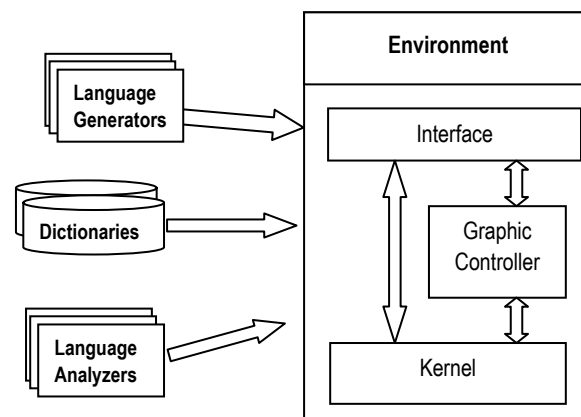 Environment
Language
Generators
Interface
Dictionaries
Graphic
Controller
Language
Analyzers
Kernel